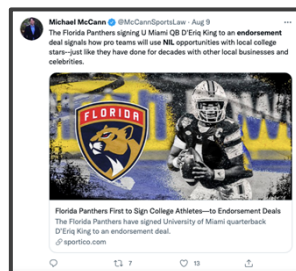 Michael McCann @McCannSportsLaw · Aug 9
The Florida Panthers signing U Miami QB D'Eriq King to an endorsement
deal signals how pro teams will use NIL opportunities with local college
stars--just like they have done for decades with other local businesses and
celebrities.
FLORIDA
Florida Panthers First to Sign College Athletes—to Endorsement Deals
The Florida Panthers have signed University of Miami quarterback
D'Eriq King to an endorsement deal.
sportico.com
7
13